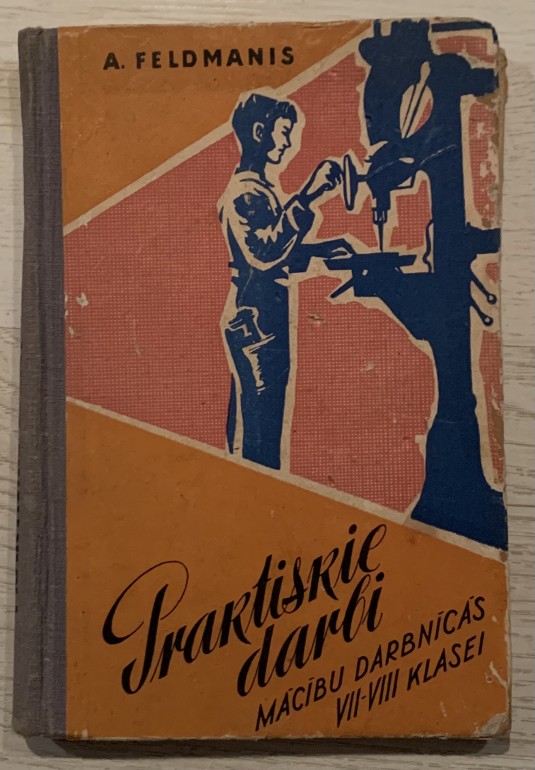 A. FELDMANIS
Praktiskie
darbi
MĀCĪBU DARBNĪCĀS
VII-VIII KLASEI